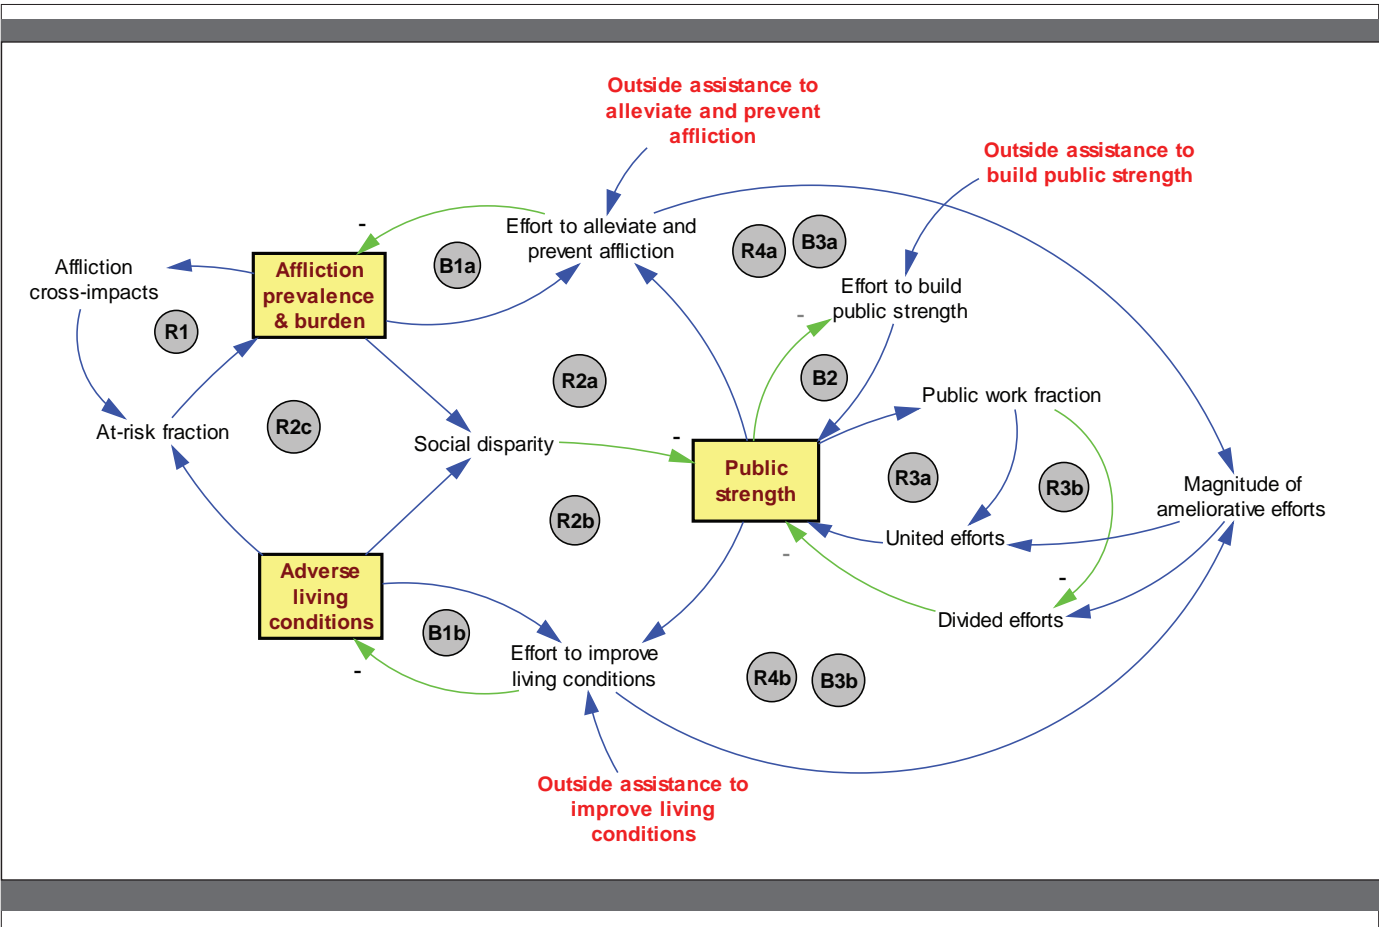 Outside assistance to
alleviate and prevent
affliction
Outside assistance to
build public strength
-
Effort to alleviate and
prevent affliction
R4a
B3a
B1a
Affliction
cross-impacts
Affliction
prevalence
& burden
Effort to build
public strength
-
R1
R2a
B2
Public work fraction
R2c
At-risk fraction
Social disparity
-
Public
strength
R3a
R3b
Magnitude of
ameliorative efforts
R2b
United efforts
-
Adverse
living
conditions
-
Divided efforts
B1b
Effort to improve
living conditions
-
R4b
B3b
Outside assistance to
improve living
conditions